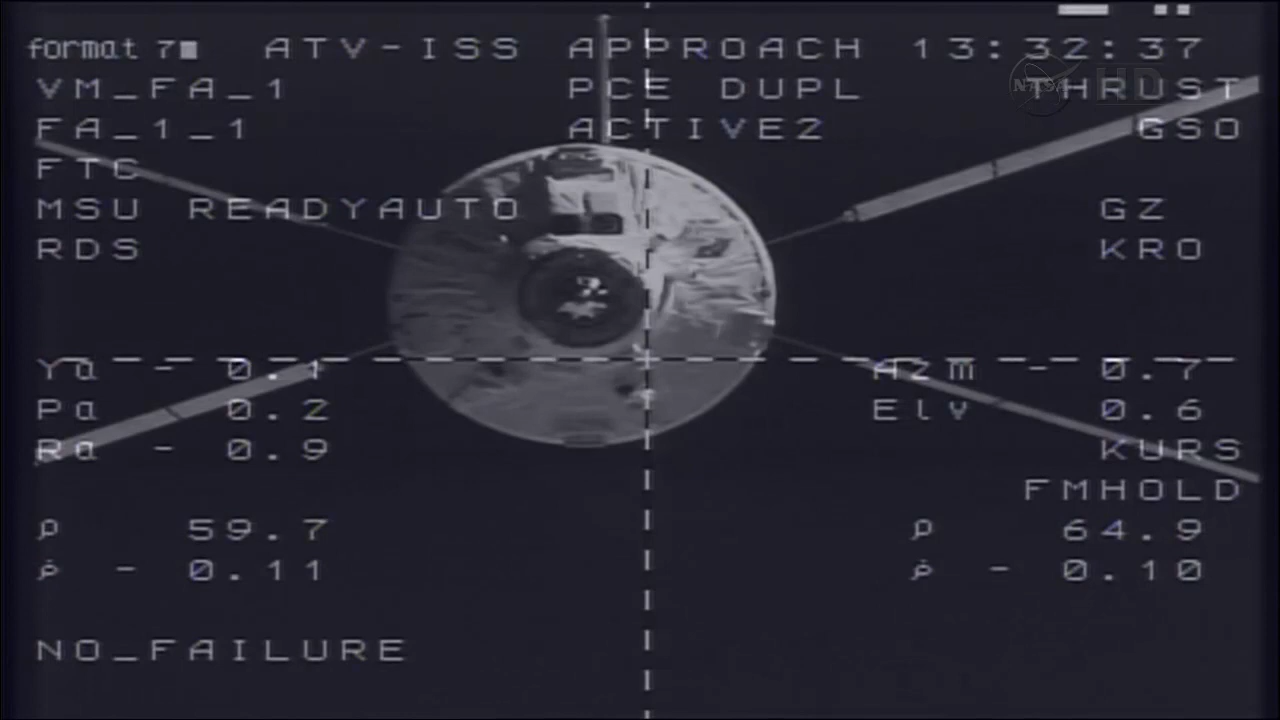 format 7 ATV-ISS APPROACH 13:32:37
NASA HD
VM_FA_1 PCE DUPL THRUST
FA_1_1 ACTIVE2 GSO
FTC
MSU READYAUTO GZ
RDS KRO
Ya - 0.1 Azm - 0.7
Pa 0.2 Elv 0.6
Ra - 0.9 KURS
FMHOLD
ρ 59.7 ρ 64.9
ρ̇ - 0.11 ρ̇ - 0.10
NO_FAILURE